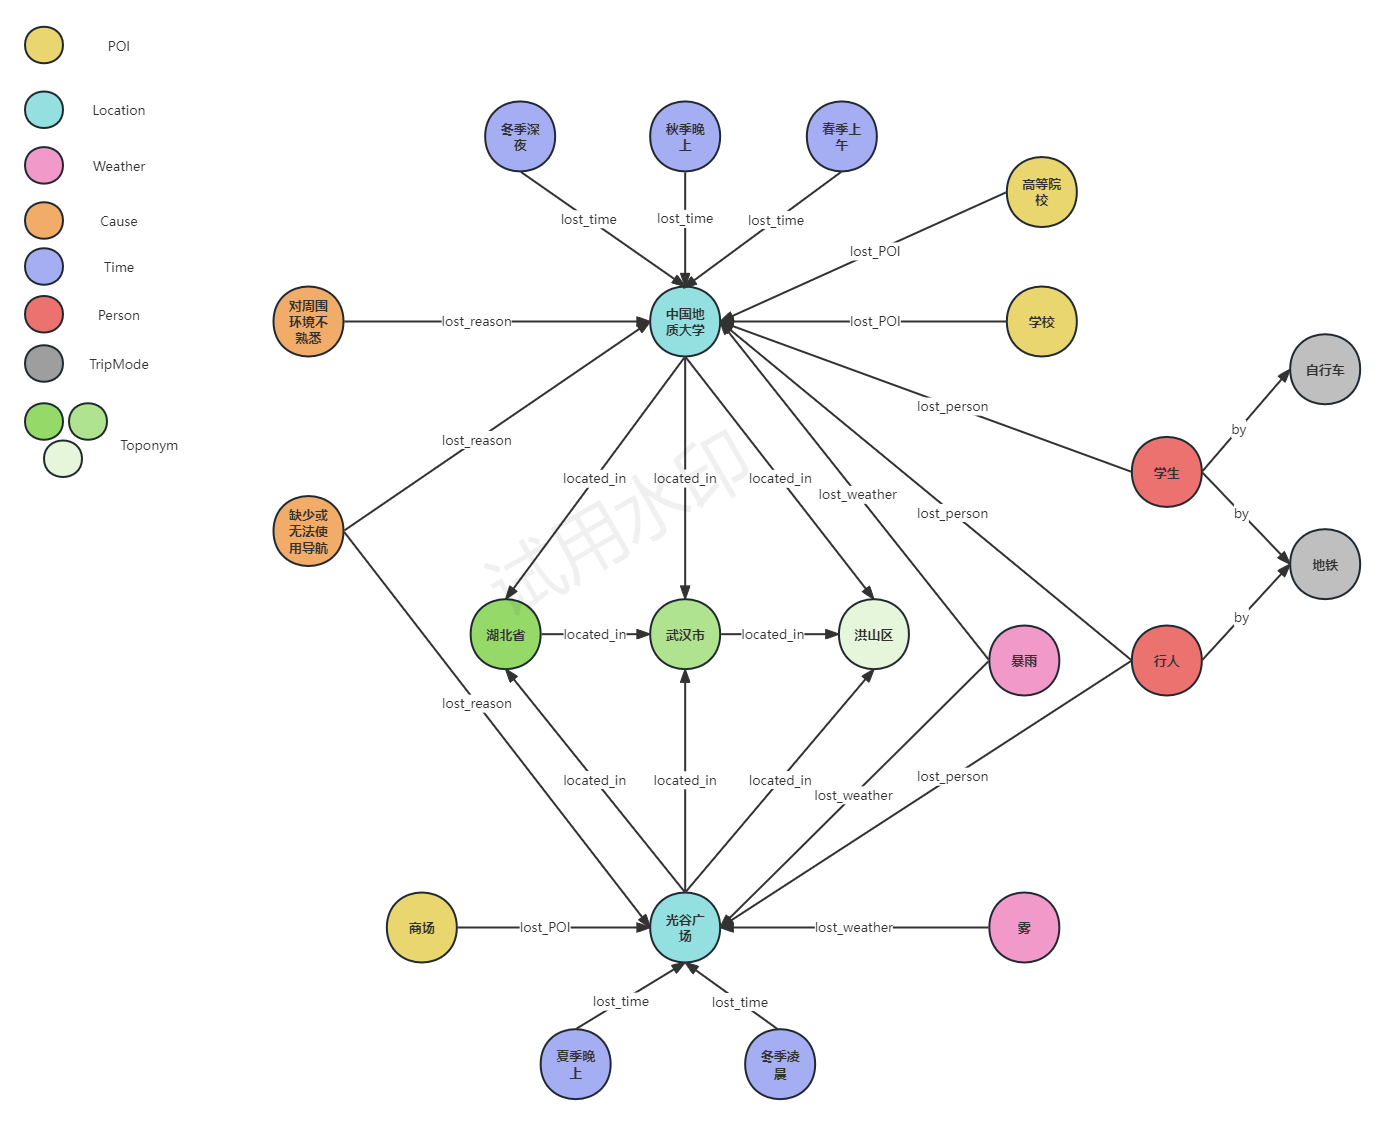 POI
Location
Weather
Cause
Time
Person
TripMode
Toponym
冬季深
夜
秋季晚
上
春季上
午
高等院
校
lost_time
lost_time
lost_time
lost_POI
对周围
环境不
熟悉
lost_reason
中国地
质大学
lost_POI
学校
自行车
lost_person
by
lost_reason
学生
located_in
located_in
located_in
lost_weather
lost_person
by
缺少或
无法使
用导航
试用水印
地铁
by
湖北省
located_in
武汉市
located_in
洪山区
暴雨
行人
lost_reason
located_in
located_in
located_in
lost_weather
lost_person
商场
lost_POI
光谷广
场
lost_weather
雾
lost_time
lost_time
夏季晚
上
冬季凌
晨